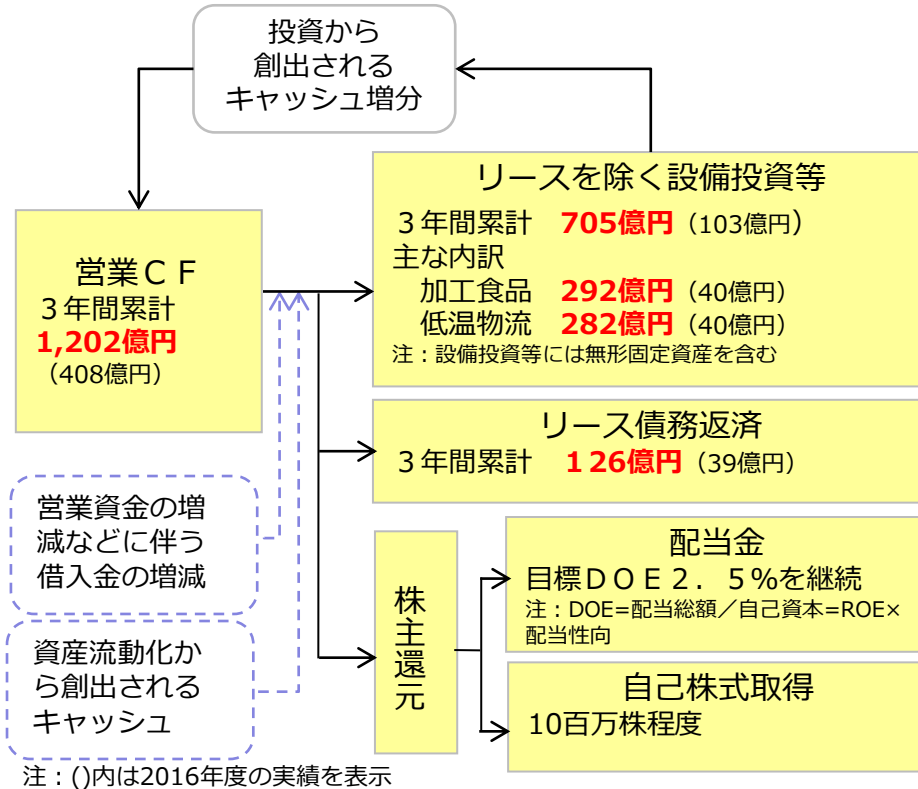 投資から
創出される
キャッシュ増分
営業ＣＦ
３年間累計
1,202億円
（408億円）
リースを除く設備投資等
３年間累計　705億円（103億円）
主な内訳
加工食品　292億円（40億円）
低温物流　282億円（40億円）
注：設備投資等には無形固定資産を含む
リース債務返済
３年間累計　１26億円（39億円）
営業資金の増
減などに伴う
借入金の増減
資産流動化か
ら創出される
キャッシュ
株主還元
配当金
目標ＤＯＥ２．５％を継続
注：DOE=配当総額／自己資本=ROE×
配当性向
自己株式取得
10百万株程度
注：()内は2016年度の実績を表示